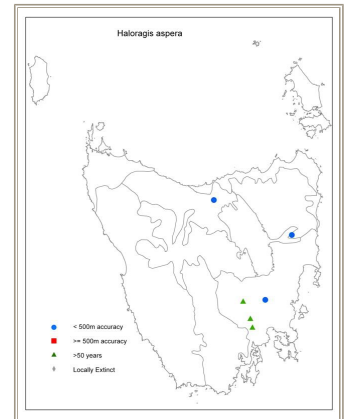 Haloragis aspera
< 500m accuracy
>= 500m accuracy
>50 years
Locally Extinct